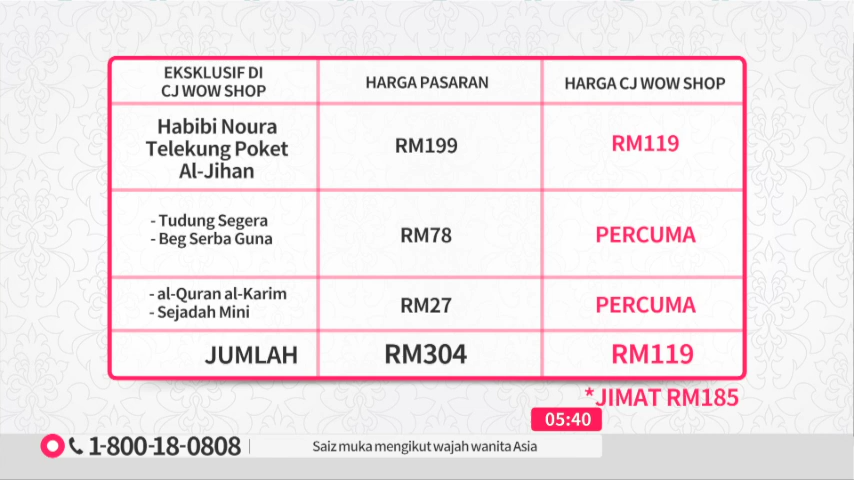 EKSKLUSIF DI
CJ WOW SHOP
HARGA PASARAN
HARGA CJ WOW SHOP
Habibi Noura
Telekung Poket
Al-Jihan
RM199
RM119
- Tudung Segera
- Beg Serba Guna
RM78
PERCUMA
- al-Quran al-Karim
- Sejadah Mini
RM27
PERCUMA
JUMLAH
RM304
RM119
*JIMAT RM185
05:40
1-800-18-0808
Saiz muka mengikut wajah wanita Asia